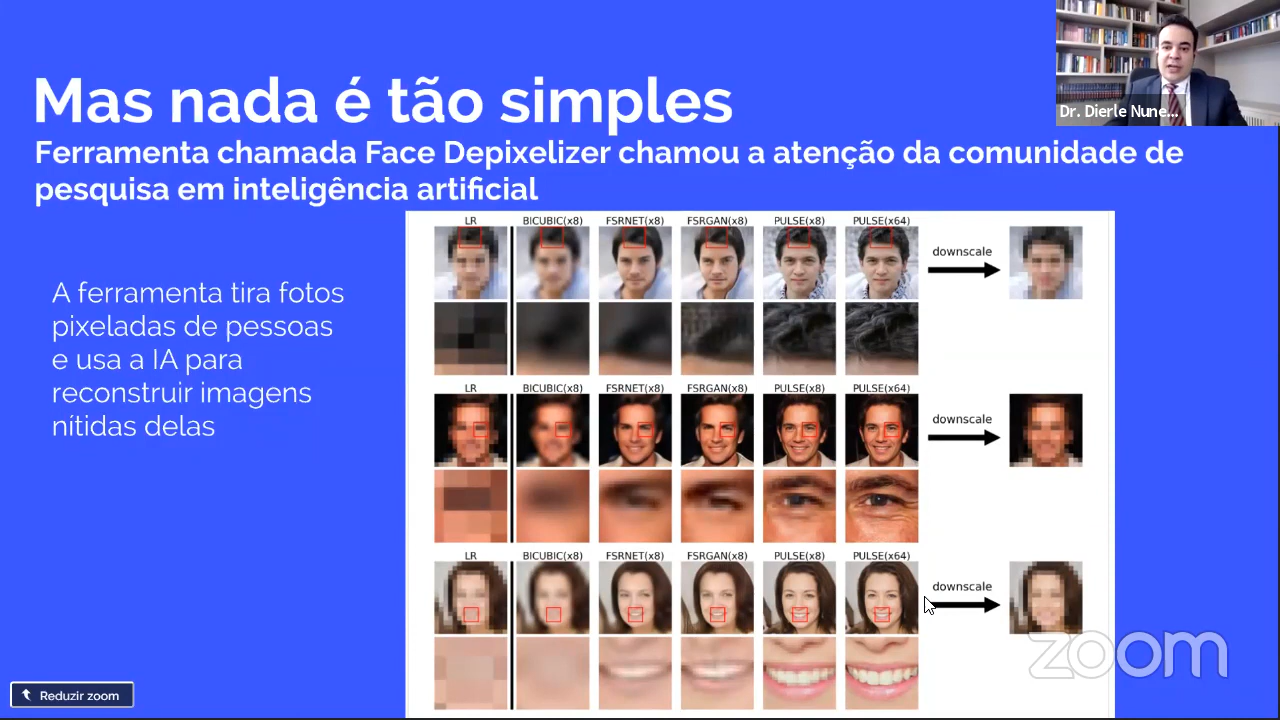 Mas nada é tão simples
Ferramenta chamada Face Depixelizer chamou a atenção da comunidade de
pesquisa em inteligência artificial
Dr. Dierle Nune...
A ferramenta tira fotos
pixeladas de pessoas
e usa a IA para
reconstruir imagens
nítidas delas
LR BICUBIC(x8) FSRNET(x8) FSRGAN(x8) PULSE(x8) PULSE(x64)
downscale
LR BICUBIC(x8) FSRNET(x8) FSRGAN(x8) PULSE(x8) PULSE(x64)
downscale
LR BICUBIC(x8) FSRNET(x8) FSRGAN(x8) PULSE(x8) PULSE(x64)
downscale
zoom
Reduzir zoom